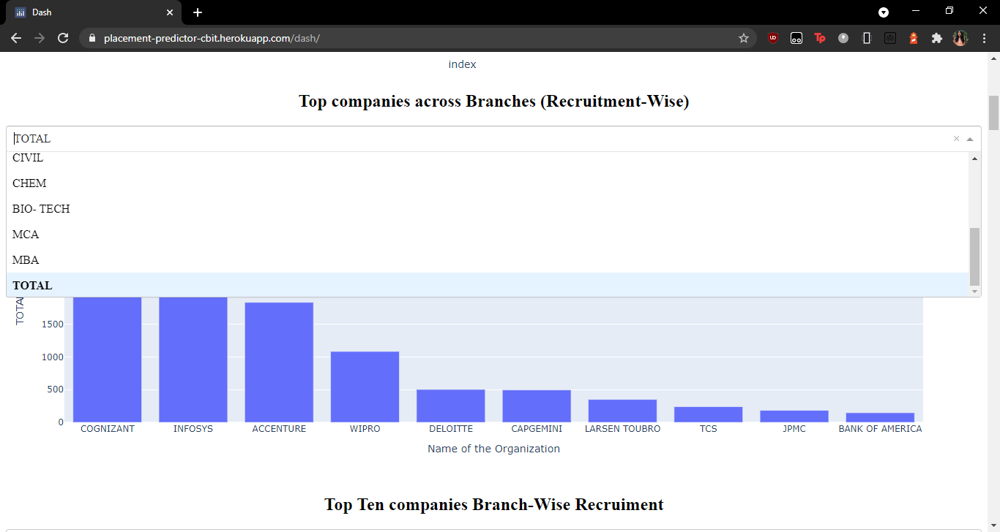 Dash
placement-predictor-cbit.herokuapp.com/dash/
index
Top companies across Branches (Recruitment-Wise)
TOTAL
CIVIL
CHEM
BIO- TECH
MCA
MBA
TOTAL
TOTAL
1500
1000
500
0
COGNIZANT INFOSYS ACCENTURE WIPRO DELOITTE CAPGEMINI LARSEN TOUBRO TCS JPMC BANK OF AMERICA
Name of the Organization
Top Ten companies Branch-Wise Recruiment